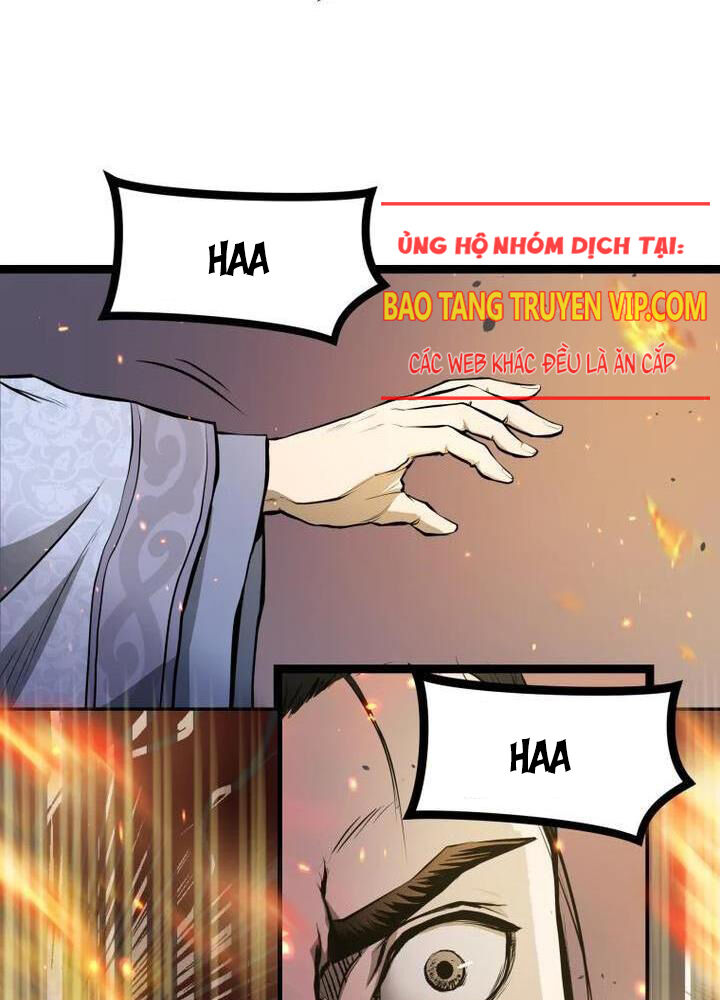 HAA
ỦNG HỘ NHÓM DỊCH TẠI:
BAO TANG TRUYEN VIP.COM
CÁC WEB KHÁC ĐỀU LÀ ĂN CẮP
HAA